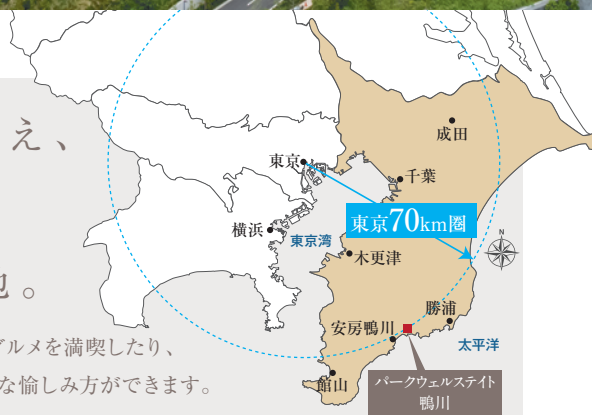 え、
地。
グルメを満喫したり、
な愉しみ方ができます。
成田
東京
千葉
東京70km圏
横浜
東京湾
木更津
N
勝浦
安房鴨川
太平洋
館山
パークウェルステイト
鴨川